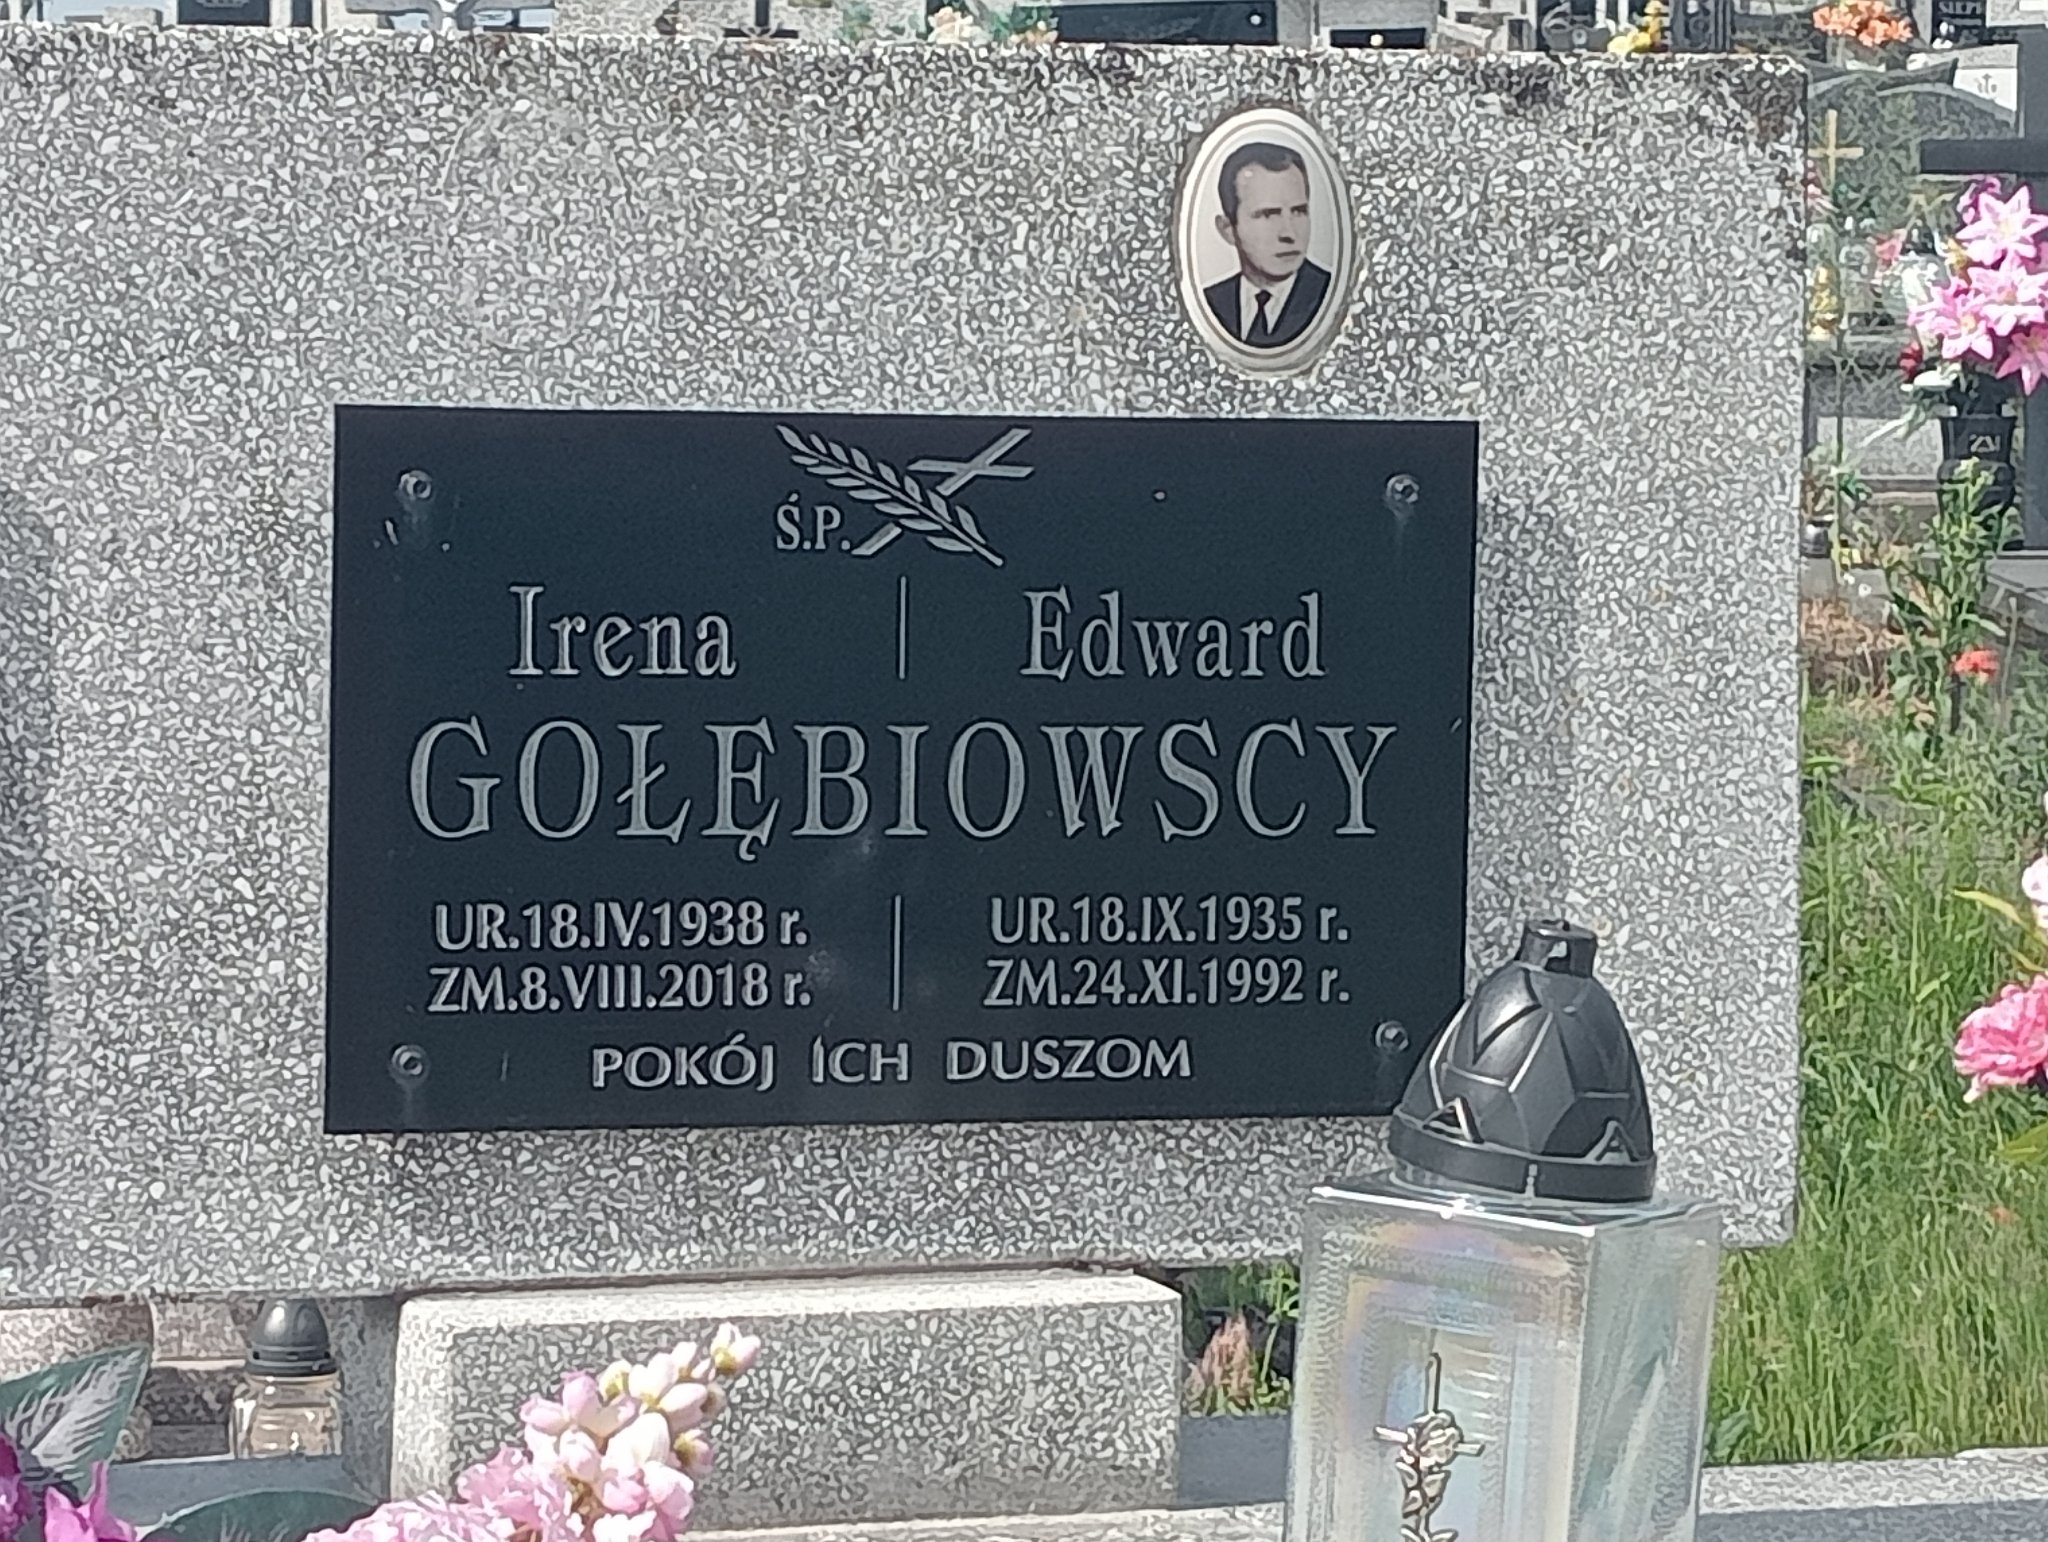 Ś.P.
Irena | Edward
GOŁĘBIOWSCY
UR.18.IV.1938 r. | UR.18.IX.1935 r.
ZM.8.VIII.2018 r. | ZM.24.XI.1992 r.
POKÓJ ICH DUSZOM